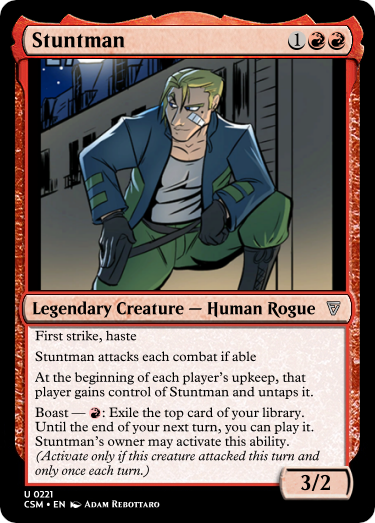 Stuntman 1
Legendary Creature — Human Rogue
First strike, haste
Stuntman attacks each combat if able
At the beginning of each player's upkeep, that
player gains control of Stuntman and untaps it.
Boast — : Exile the top card of your library.
Until the end of your next turn, you can play it.
Stuntman's owner may activate this ability.
(Activate only if this creature attacked this turn and
only once each turn.)
3/2
U 0221
CSM • EN Adam Rebottaro